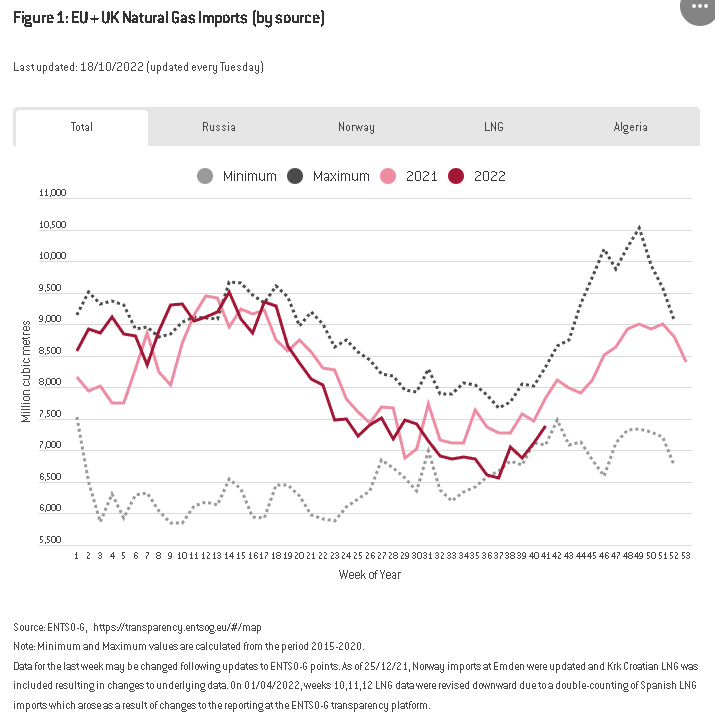 Figure 1: EU + UK Natural Gas Imports (by source)
Last updated: 18/10/2022 (updated every Tuesday)
Total Russia Norway LNG Algeria
Minimum Maximum 2021 2022
11,000
10,500
10,000
9,500
9,000
8,500
8,000
7,500
7,000
6,500
6,000
5,500
Million cubic metres
1 2 3 4 5 6 7 8 9 10 11 12 13 14 15 16 17 18 19 20 21 22 23 24 25 26 27 28 29 30 31 32 33 34 35 36 37 38 39 40 41 42 43 44 45 46 47 48 49 50 51 52 53
Week of Year
Source: ENTSO-G, https://transparency.entsog.eu/#/map
Note: Minimum and Maximum values are calculated from the period 2015-2020.
Data for the last week may be changed following updates to ENTSO-G points. As of 25/12/21, Norway imports at Emden were updated and Krk Croatian LNG was
included resulting in changes to underlying data. On 01/04/2022, weeks 10,11,12 LNG data were revised downward due to a double-counting of Spanish LNG
imports which arose as a result of changes to the reporting at the ENTSO-G transparency platform.